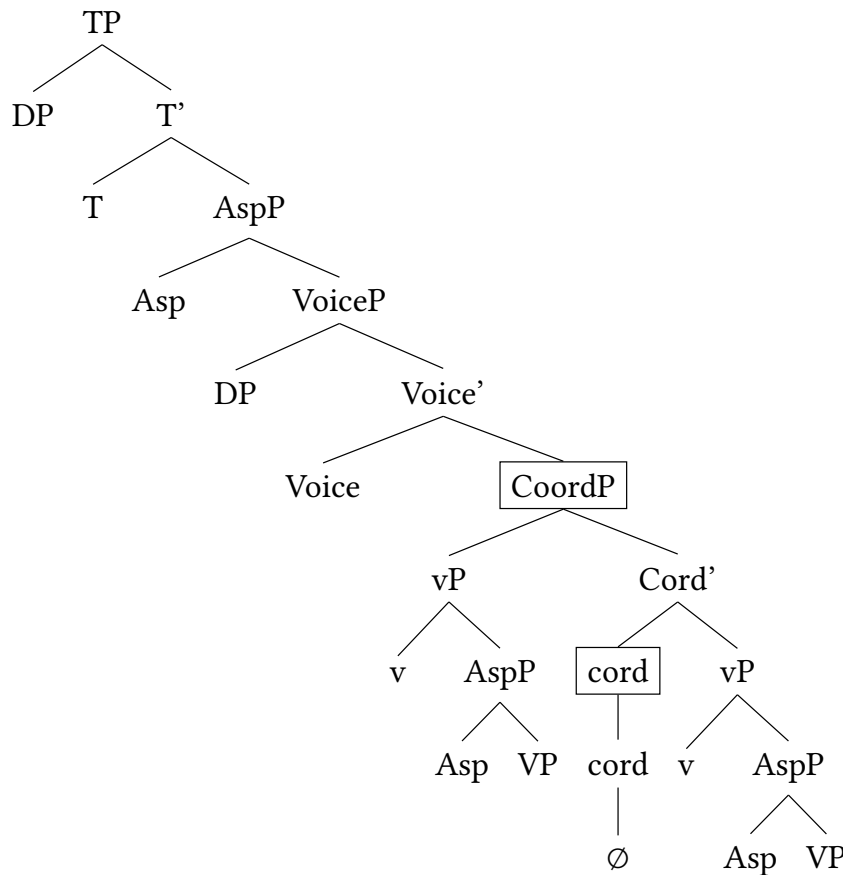 TP
DP T’
T AspP
Asp VoiceP
DP Voice’
Voice CoordP
vP Cord’
v AspP cord vP
Asp VP cord v AspP
∅ Asp VP